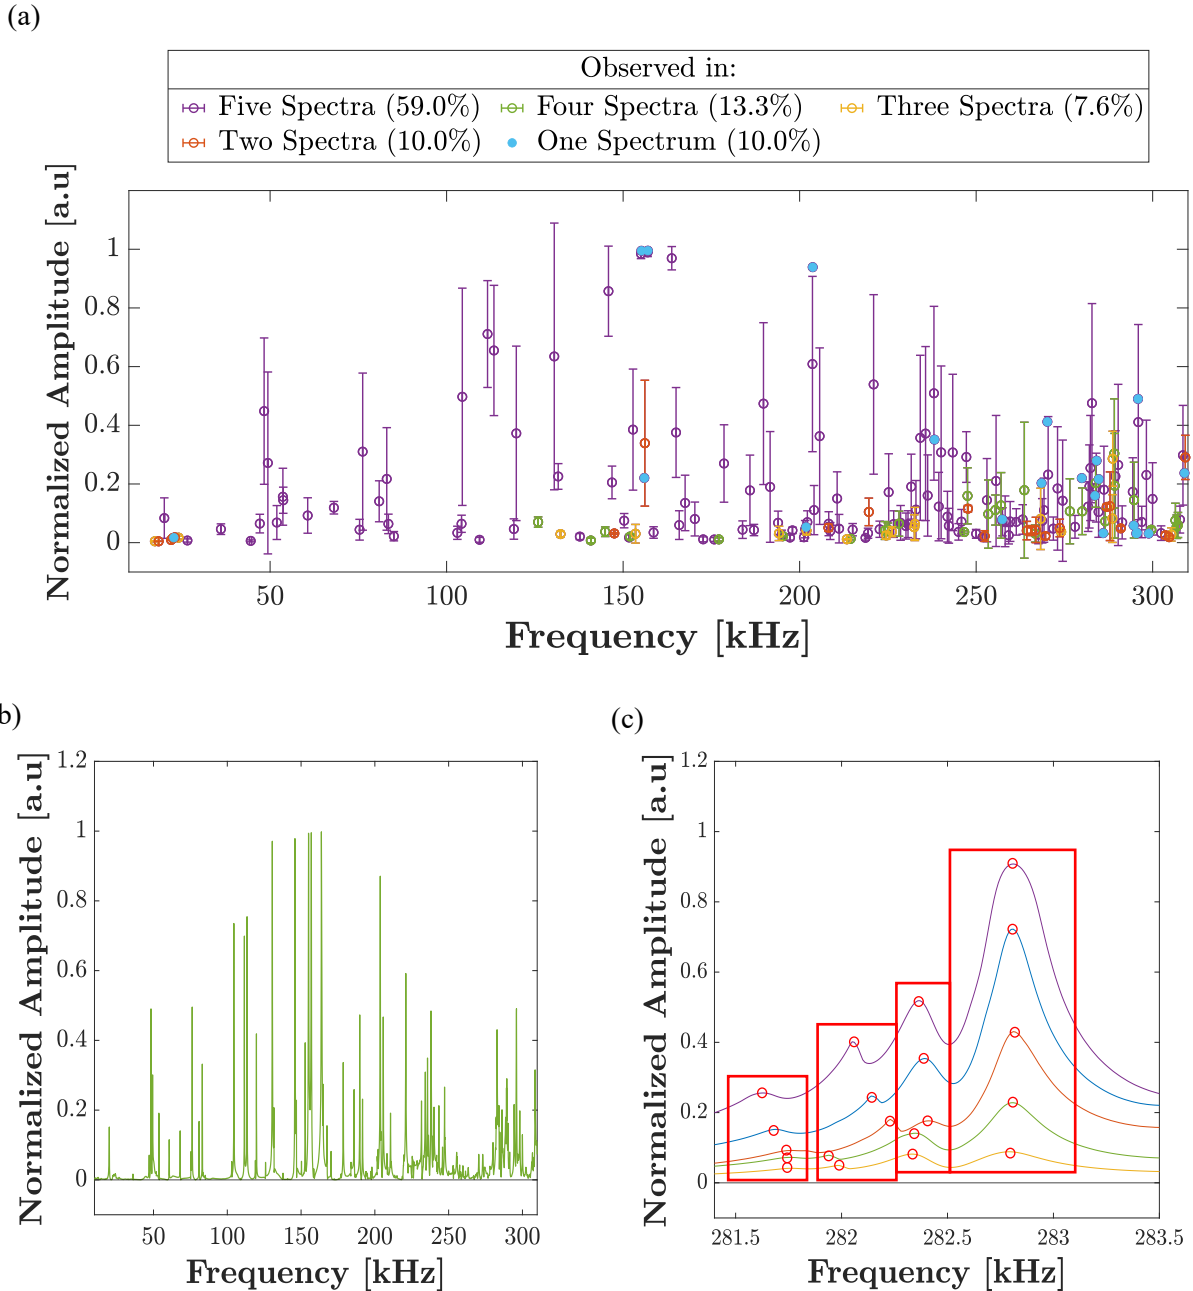 (a)
Observed in:
Five Spectra (59.0%) Four Spectra (13.3%) Three Spectra (7.6%)
Two Spectra (10.0%) One Spectrum (10.0%)
Normalized Amplitude [a.u]
1
0.8
0.6
0.4
0.2
0
50 100 150 200 250 300
Frequency [kHz]
b)
Normalized Amplitude [a.u]
1.2
1
0.8
0.6
0.4
0.2
0
50 100 150 200 250 300
Frequency [kHz]
(c)
Normalized Amplitude [a.u]
1.2
1
0.8
0.6
0.4
0.2
0
281.5 282 282.5 283 283.5
Frequency [kHz]